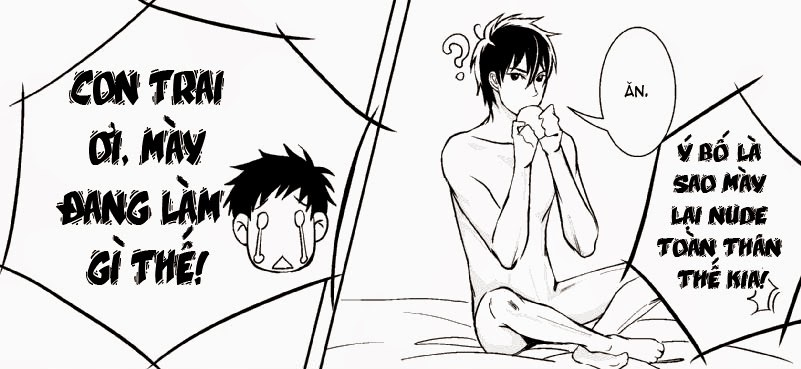 CON TRAI
ƠI, MÀY
ĐANG LÀM
GÌ THẾ!
?
ĂN.
Ý BỐ LÀ
SAO MÀY
LẠI NUDE
TOÀN THÂN
THẾ KIA!